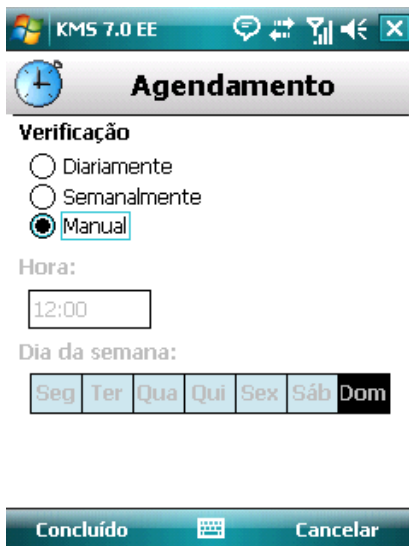 KMS 7.0 EE
Agendamento
Verificação
Diariamente
Semanalmente
Manual
Hora:
12:00
Dia da semana:
Seg Ter Qua Qui Sex Sáb Dom
Concluído Cancelar